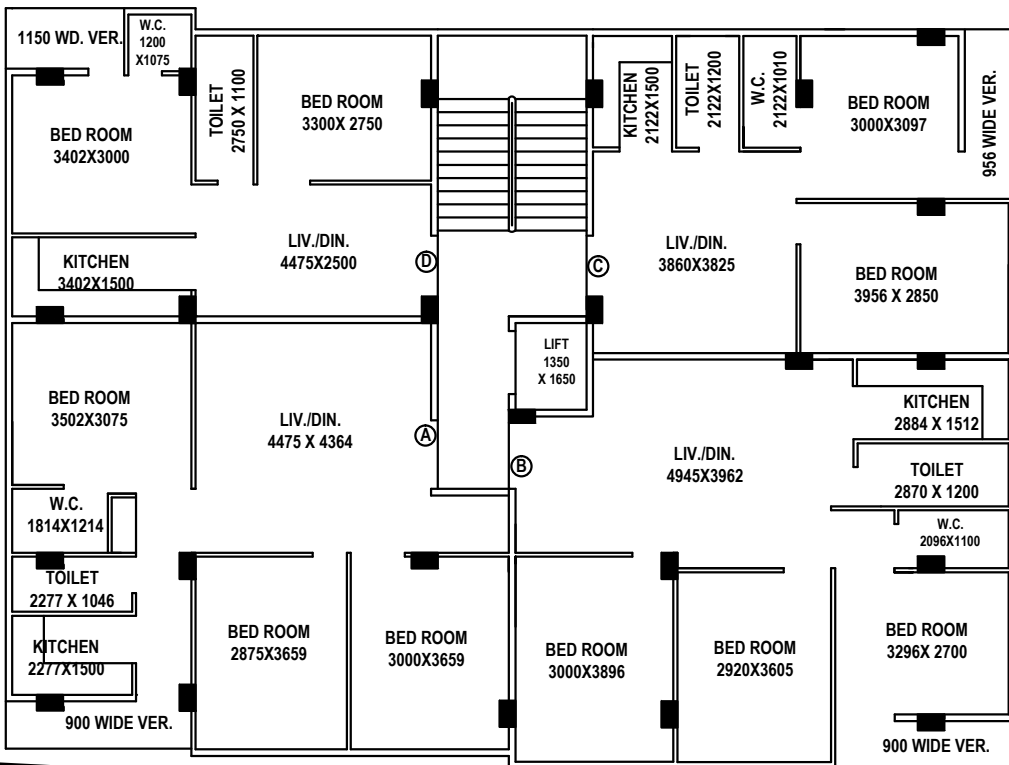 1150 WD. VER.
W.C.
1200
X1075
BED ROOM
3402X3000
TOILET
2750 X 1100
BED ROOM
3300X 2750
KITCHEN
2122X1500
TOILET
2122X1200
W.C.
2122X1010
BED ROOM
3000X3097
956 WIDE VER.
KITCHEN
3402X1500
LIV./DIN.
4475X2500
D
C
LIV./DIN.
3860X3825
BED ROOM
3956 X 2850
LIFT
1350
X 1650
BED ROOM
3502X3075
LIV./DIN.
4475 X 4364
A
B
LIV./DIN.
4945X3962
KITCHEN
2884 X 1512
TOILET
2870 X 1200
W.C.
1814X1214
W.C.
2096X1100
TOILET
2277 X 1046
KITCHEN
2277X1500
BED ROOM
2875X3659
BED ROOM
3000X3659
BED ROOM
3000X3896
BED ROOM
2920X3605
BED ROOM
3296X 2700
900 WIDE VER.
900 WIDE VER.